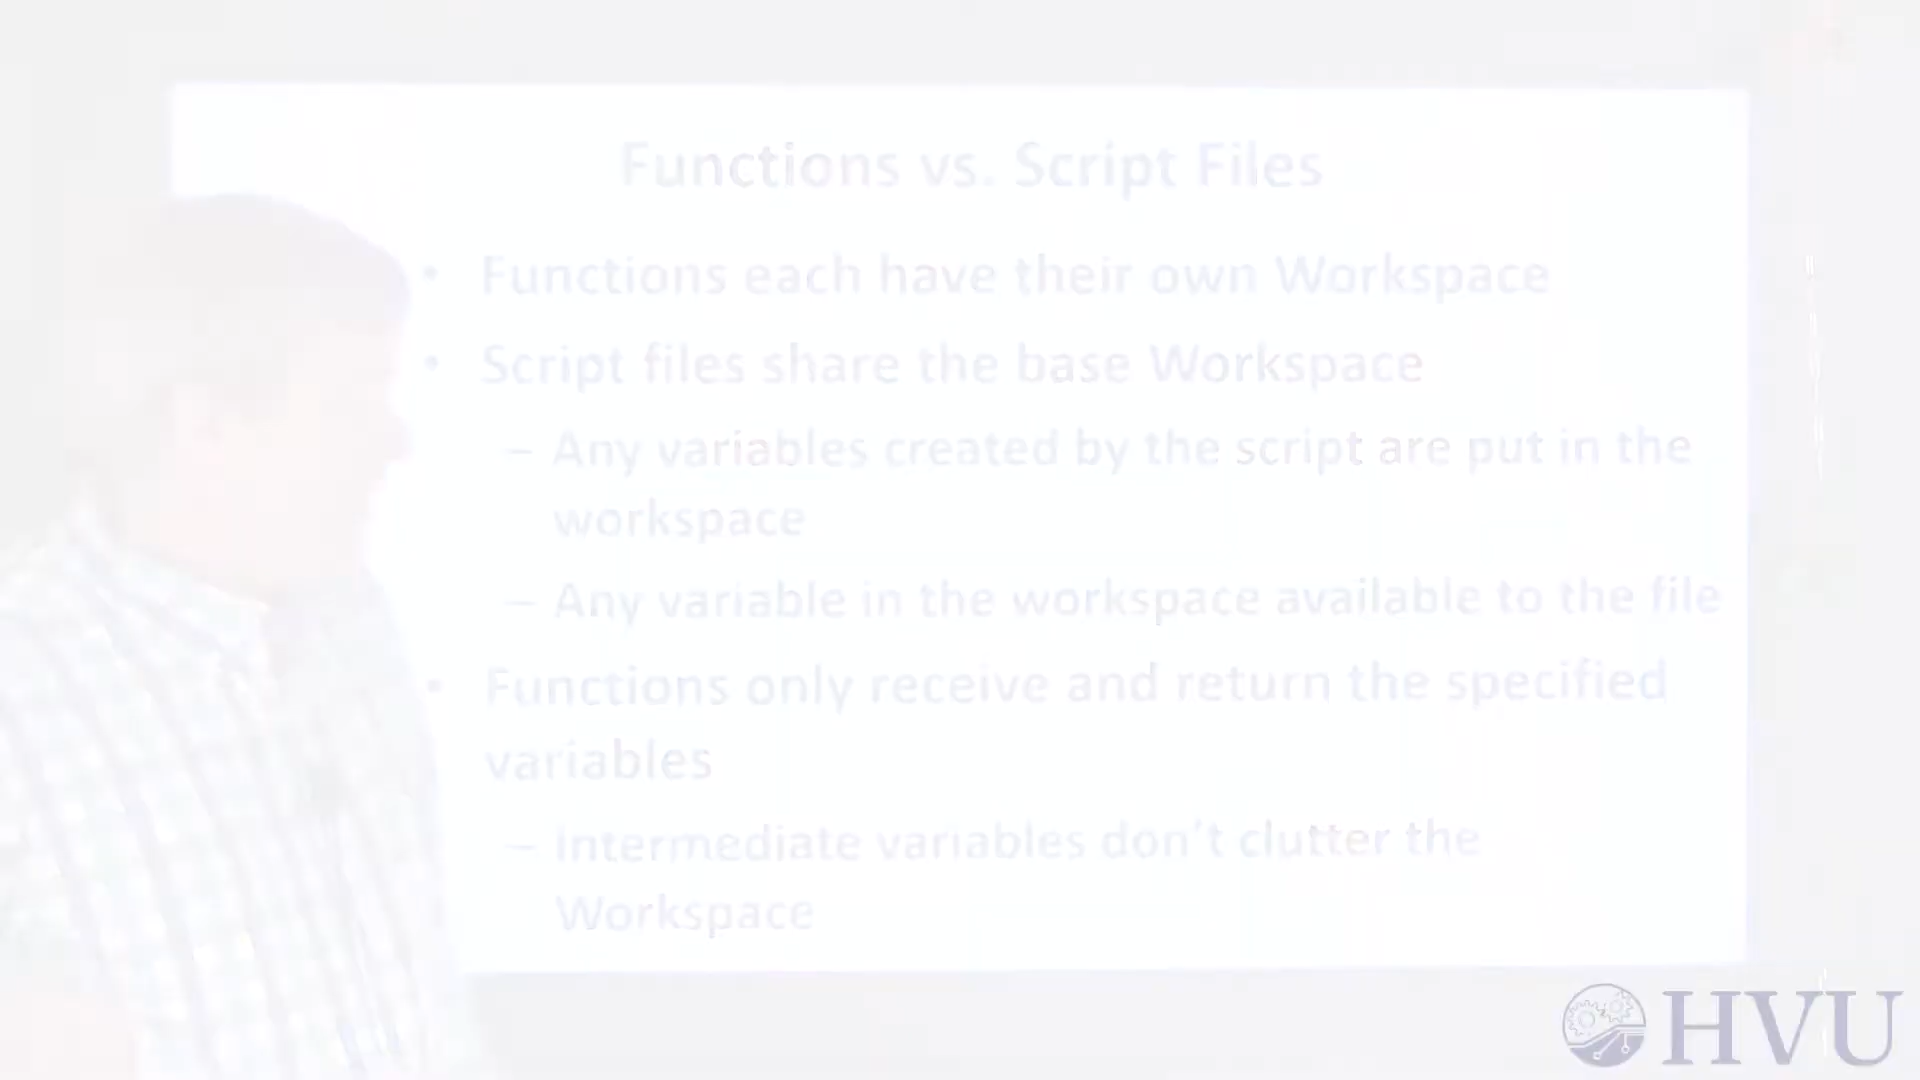 Functions vs. Script Files
• Functions each have their own Workspace
• Script files share the base Workspace
– Any variables created by the script are put in the
workspace
– Any variable in the workspace available to the file
• Functions only receive and return the specified
variables
– Intermediate variables don't clutter the
Workspace
HVU